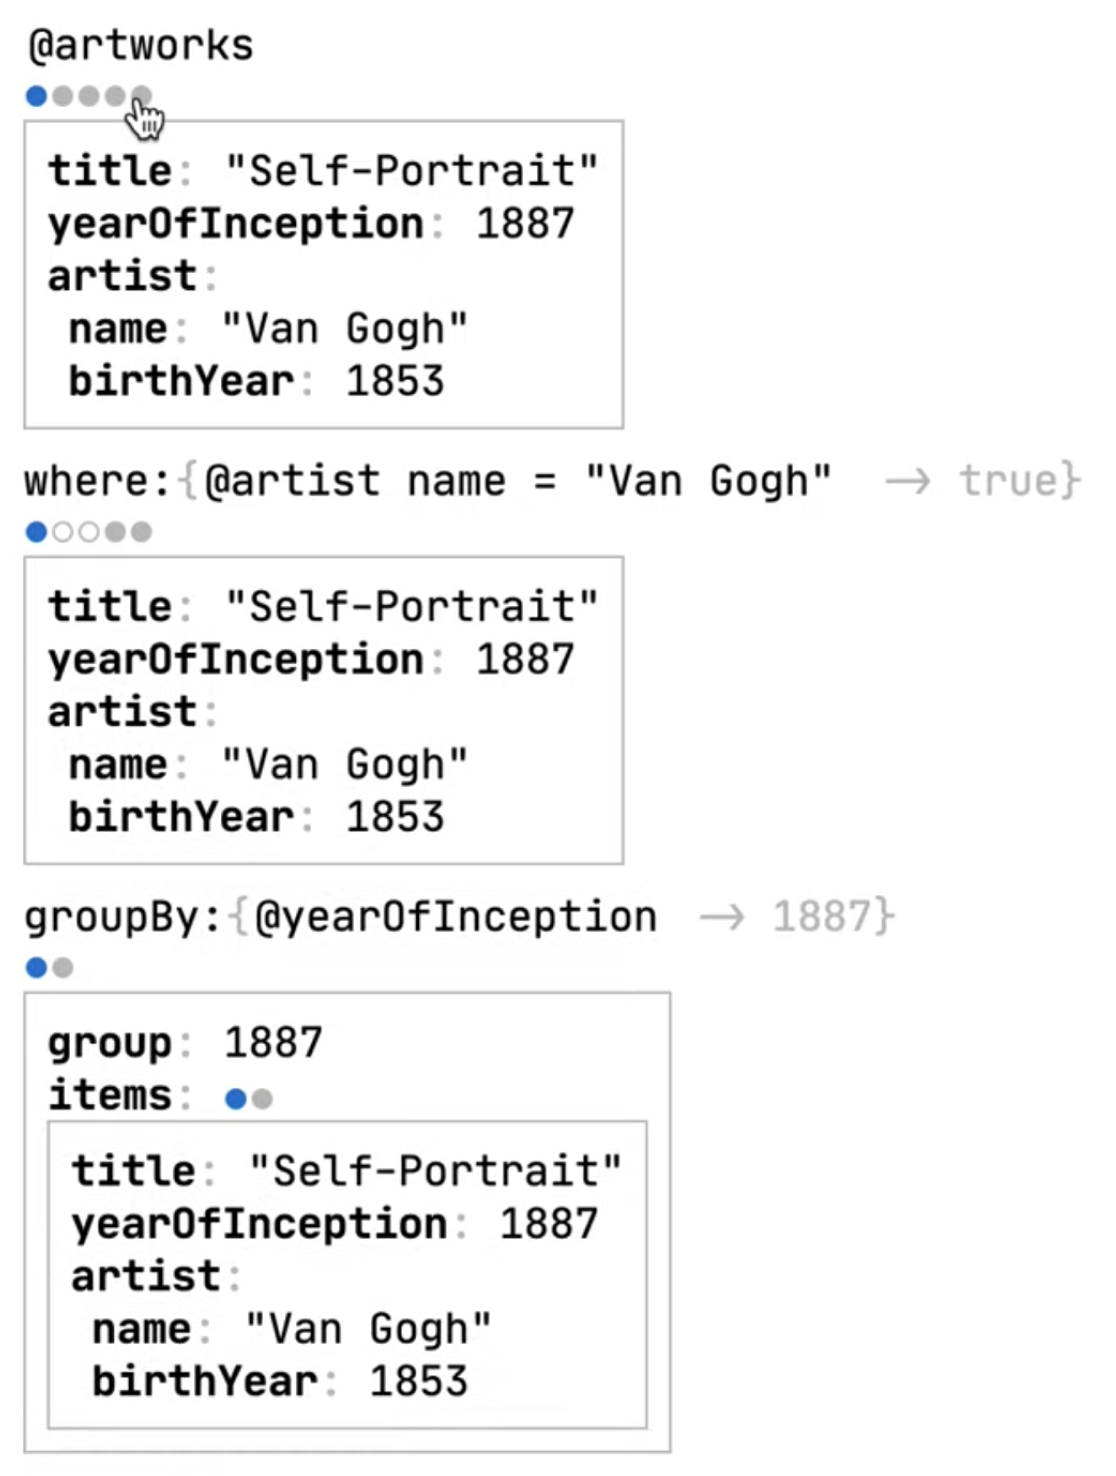 @artworks
title: "Self-Portrait"
yearOfInception: 1887
artist:
name: "Van Gogh"
birthYear: 1853
where:{@artist name = "Van Gogh" → true}
title: "Self-Portrait"
yearOfInception: 1887
artist:
name: "Van Gogh"
birthYear: 1853
groupBy:{@yearOfInception → 1887}
group: 1887
items:
title: "Self-Portrait"
yearOfInception: 1887
artist:
name: "Van Gogh"
birthYear: 1853